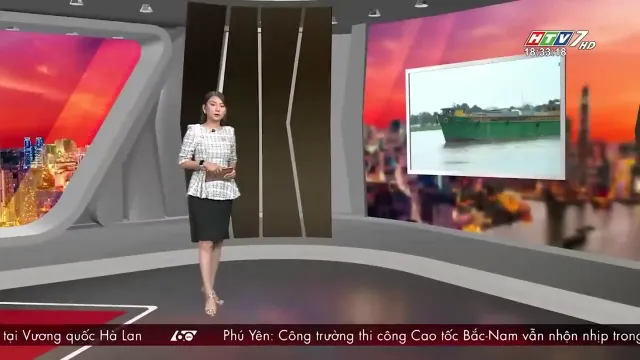 HTV7 HD
18:33:18
tại Vương quốc Hà Lan 60 Phú Yên: Công trường thi công Cao tốc Bắc-Nam vẫn nhộn nhịp trong